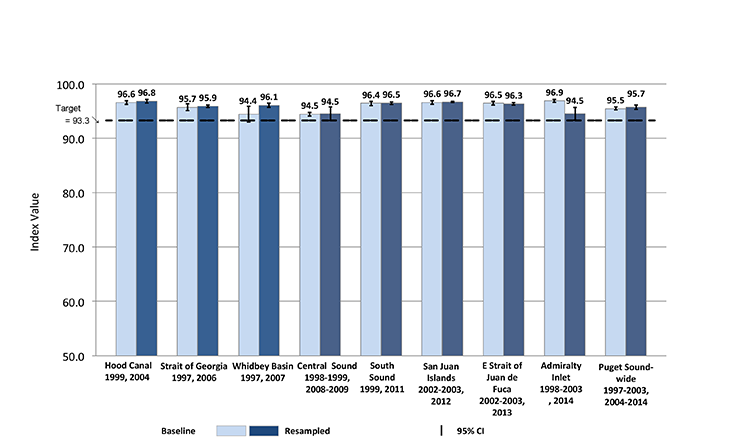 100.0
90.0
80.0
70.0
60.0
50.0
Index Value
Target
= 93.3
96.6 96.8
95.7 95.9
94.4 96.1
94.5 94.5
96.4 96.5
96.6 96.7
96.5 96.3
96.9 94.5
95.5 95.7
Hood Canal
1999, 2004
Strait of Georgia
1997, 2006
Whidbey Basin
1997, 2007
Central Sound
1998-1999,
2008-2009
South
Sound
1999, 2011
San Juan
Islands
2002-2003,
2012
E Strait of
Juan de
Fuca
2002-2003,
2013
Admiralty
Inlet
1998-2003
, 2014
Puget Sound-
wide
1997-2003,
2004-2014
Baseline Resampled 95% CI